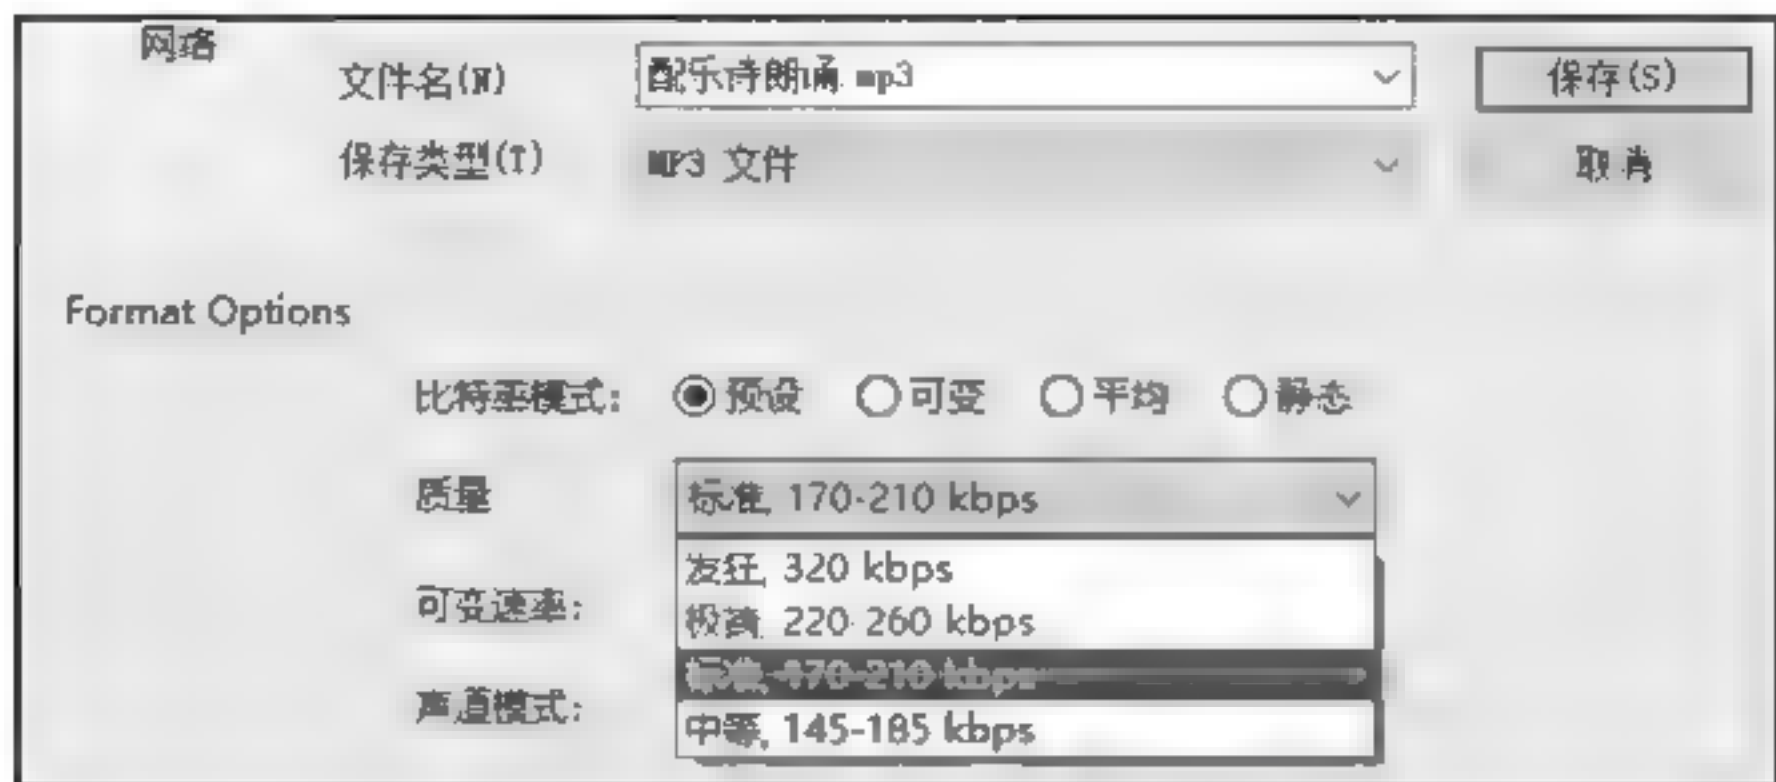 网络
文件名(N) 配乐诗朗诵.mp3 保存(S)
保存类型(T) MP3 文件 取消
Format Options
比特率模式: 预设 可变 平均 静态
质量 标准, 170-210 kbps
发狂, 320 kbps
可变速率: 极高, 220-260 kbps
标准, 170-210 kbps
声道模式: 中等, 145-185 kbps